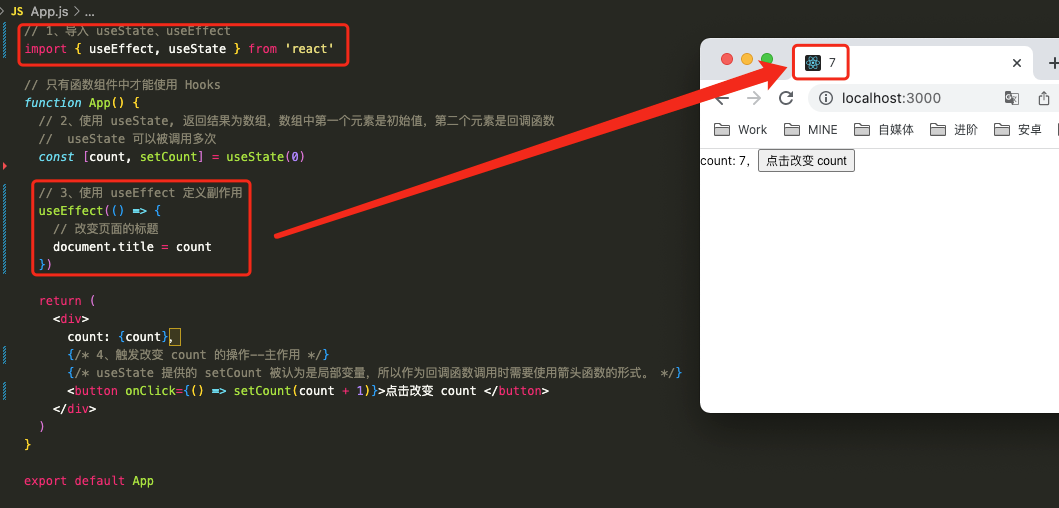 JS App.js > ...
// 1、导入 useState、useEffect
import { useEffect, useState } from 'react'
// 只有函数组件中才能使用 Hooks
function App() {
// 2、使用 useState, 返回结果为数组，数组中第一个元素是初始值，第二个元素是回调函数
//  useState 可以被调用多次
const [count, setCount] = useState(0)
// 3、使用 useEffect 定义副作用
useEffect(() => {
// 改变页面的标题
document.title = count
})
return (
<div>
count: {count},
{/* 4、触发改变 count 的操作--主作用 */}
{/* useState 提供的 setCount 被认为是局部变量，所以作为回调函数调用时需要使用箭头函数的形式。 */}
<button onClick={() => setCount(count + 1)}>点击改变 count </button>
</div>
)
}
export default App
7
localhost:3000
Work MINE 自媒体 进阶 安卓
count: 7, 点击改变 count